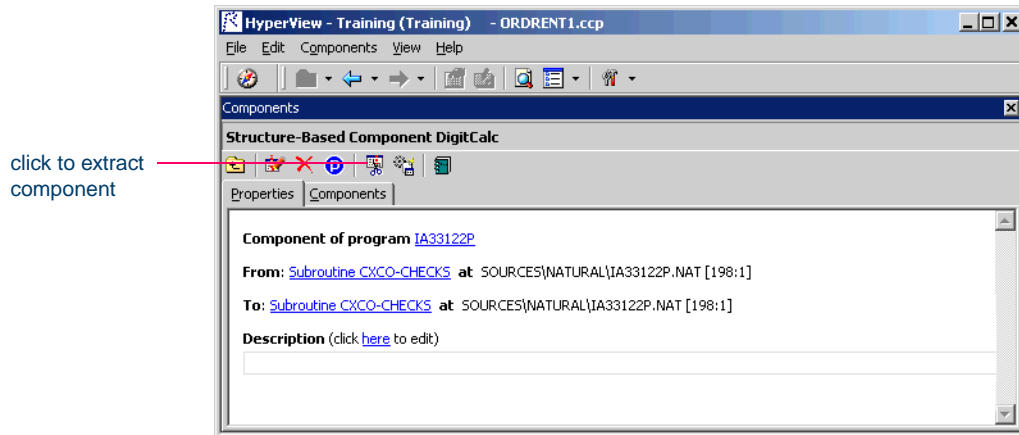 HyperView - Training (Training) - ORDRENT1.ccp
File Edit Components View Help
Components
Structure-Based Component DigitCalc
click to extract
component
Properties Components
Component of program IA33122P
From: Subroutine CXCO-CHECKS at SOURCES\NATURAL\IA33122P.NAT [198:1]
To: Subroutine CXCO-CHECKS at SOURCES\NATURAL\IA33122P.NAT [198:1]
Description (click here to edit)